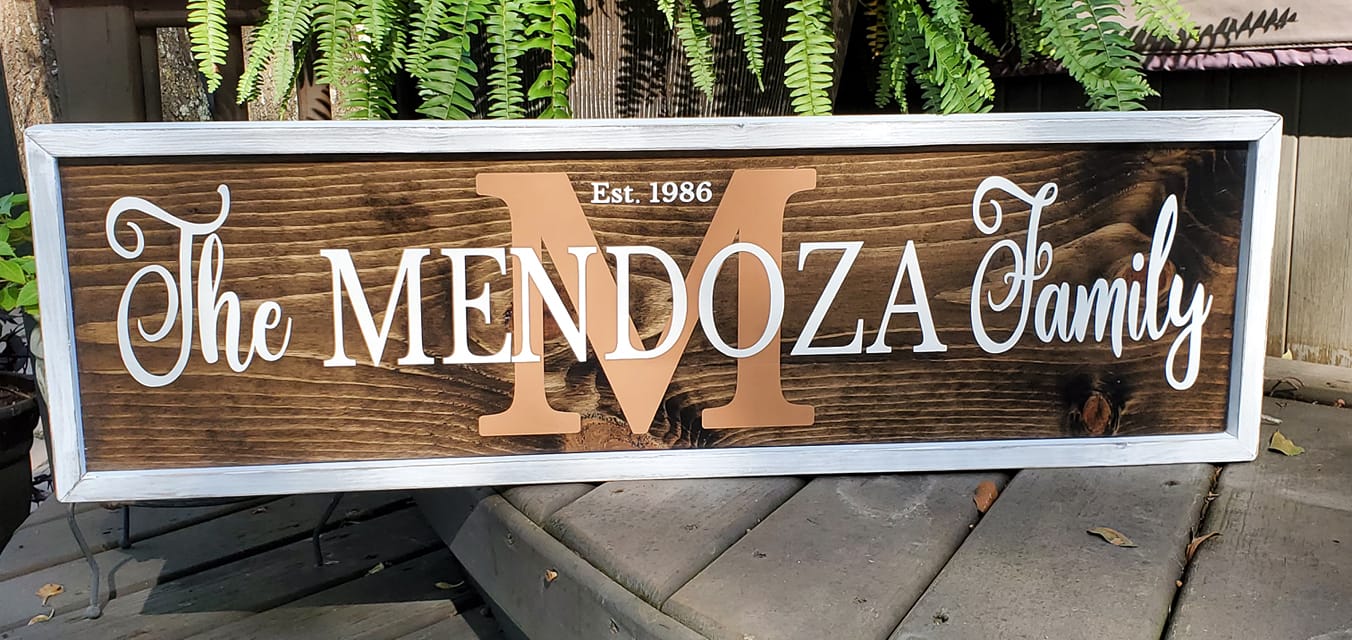 Est. 1986
M
The MENDOZA Family